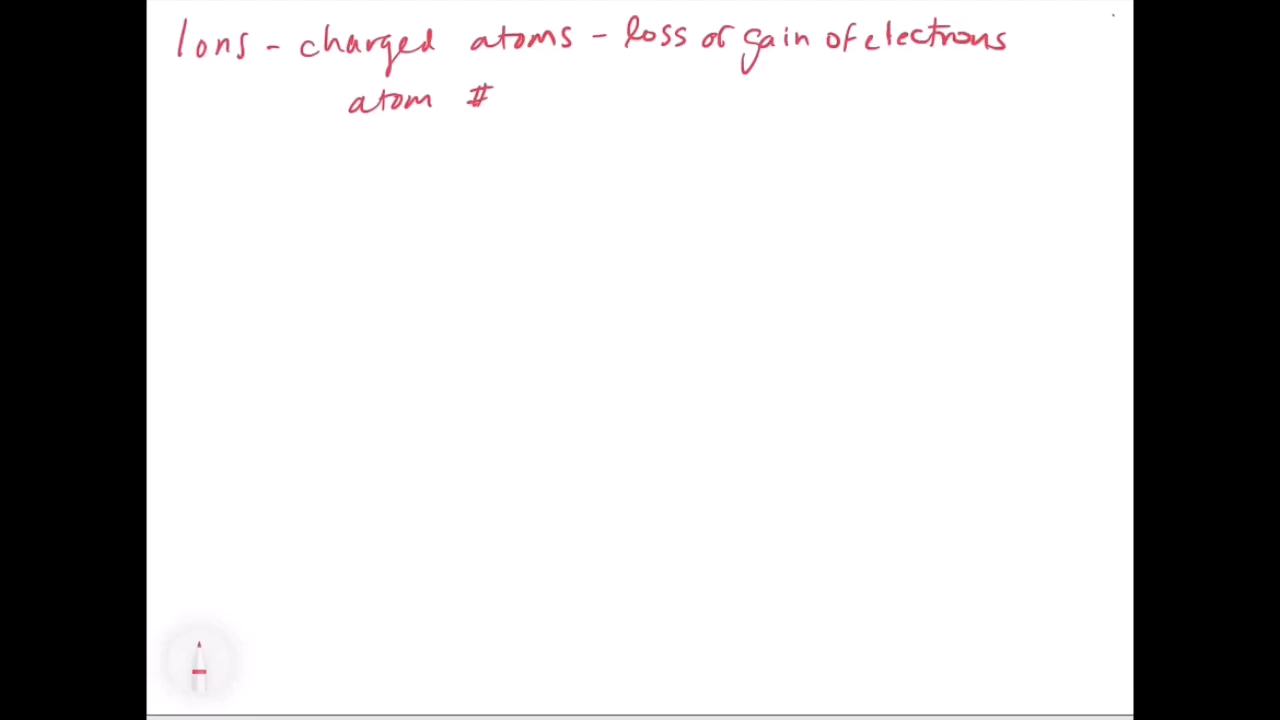 Ions - charged atoms - loss or gain of electrons
atom #